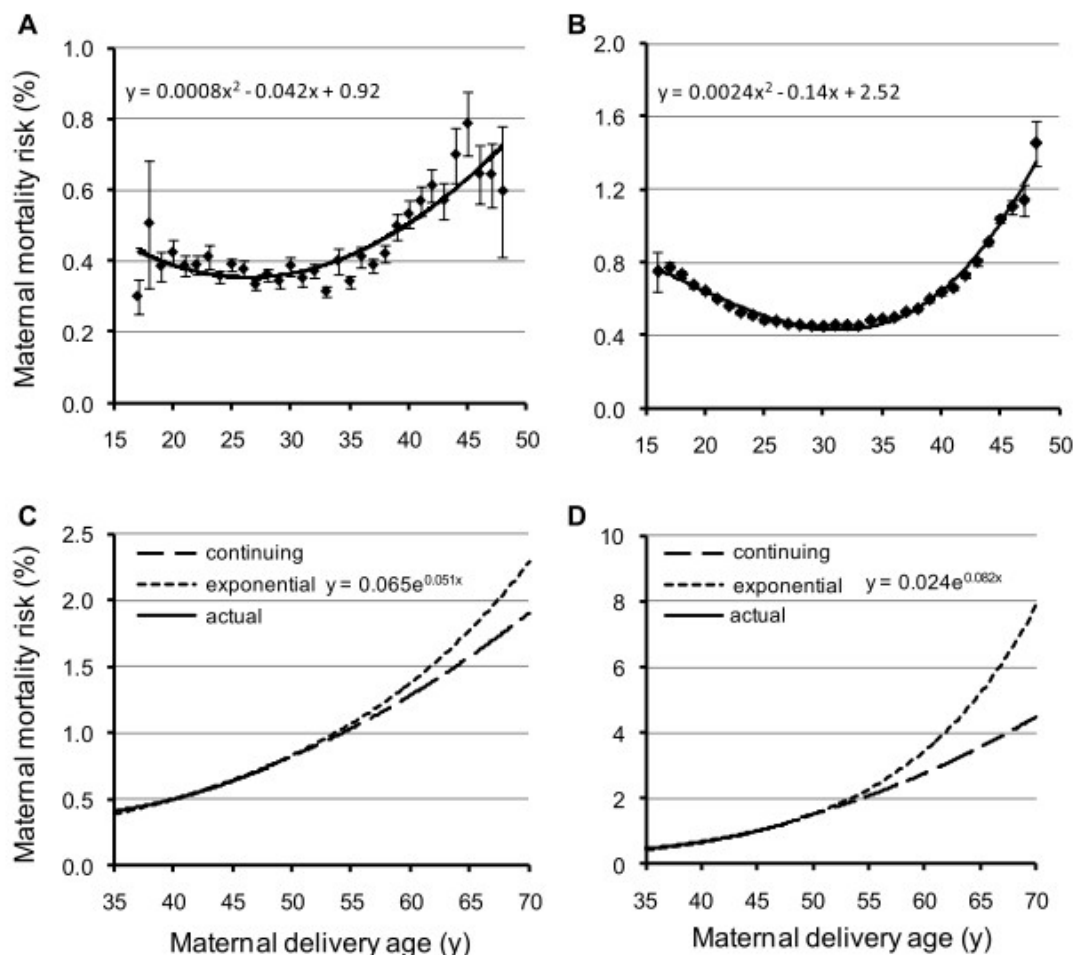 A
Maternal mortality risk (%)
1.0
0.8
0.6
0.4
0.2
0.0
y = 0.0008x² - 0.042x + 0.92
15 20 25 30 35 40 45 50
B
2.0
1.6
1.2
0.8
0.4
0.0
y = 0.0024x² - 0.14x + 2.52
15 20 25 30 35 40 45 50
C
Maternal mortality risk (%)
2.5
2.0
1.5
1.0
0.5
0.0
continuing
exponential y = 0.065e^0.051x
actual
35 40 45 50 55 60 65 70
Maternal delivery age (y)
D
10
8
6
4
2
0
continuing
exponential y = 0.024e^0.082x
actual
35 40 45 50 55 60 65 70
Maternal delivery age (y)